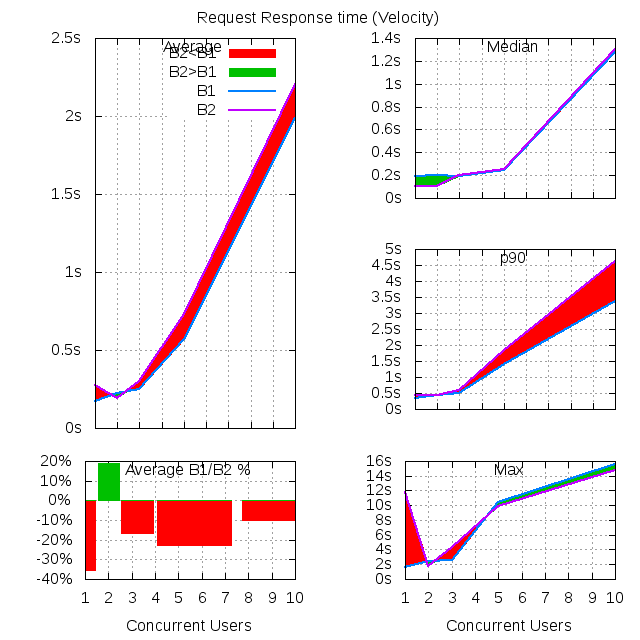 Request Response time (Velocity)
Average
B2<B1
B2>B1
B1
B2
2.5s
2s
1.5s
1s
0.5s
0s
Median
1.4s
1.2s
1s
0.8s
0.6s
0.4s
0.2s
0s
p90
5s
4.5s
4s
3.5s
3s
2.5s
2s
1.5s
1s
0.5s
0s
Average B1/B2 %
20%
10%
0%
-10%
-20%
-30%
-40%
1 2 3 4 5 6 7 8 9 10
Concurrent Users
Max
16s
14s
12s
10s
8s
6s
4s
2s
0s
1 2 3 4 5 6 7 8 9 10
Concurrent Users